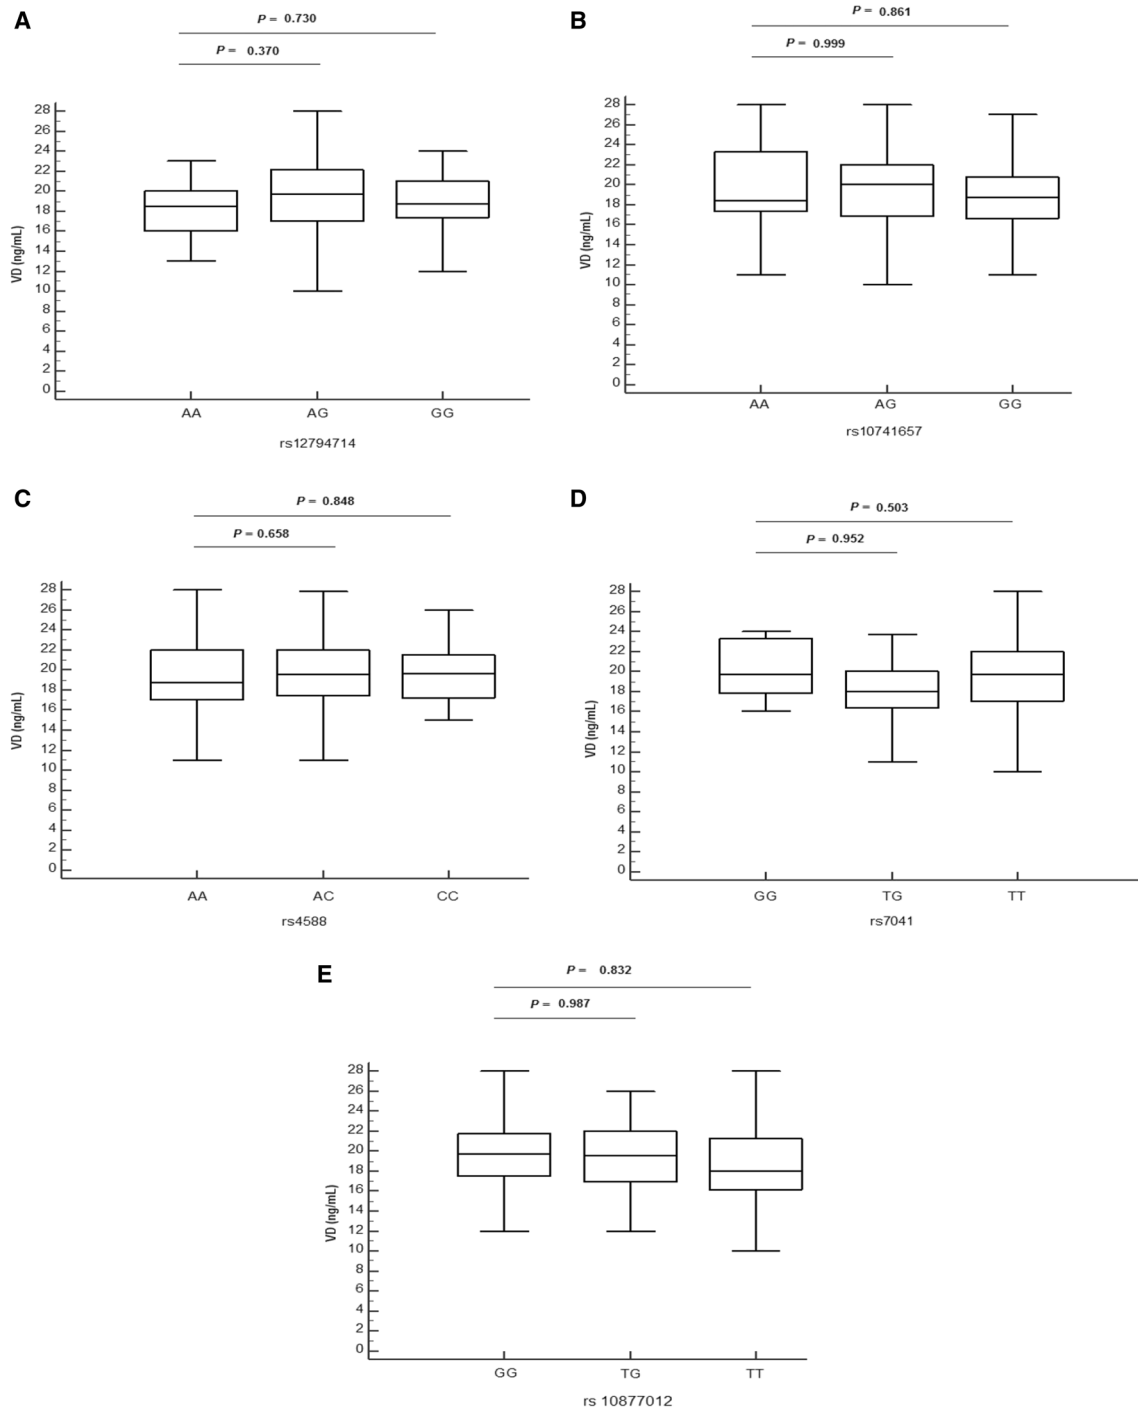 A
P = 0.730
P = 0.370
VD (ng/mL)
28
26
24
22
20
18
16
14
12
10
8
6
4
2
0
AA AG GG
rs12794714
B
P = 0.861
P = 0.999
VD (ng/mL)
28
26
24
22
20
18
16
14
12
10
8
6
4
2
0
AA AG GG
rs10741657
C
P = 0.848
P = 0.658
VD (ng/mL)
28
26
24
22
20
18
16
14
12
10
8
6
4
2
0
AA AC CC
rs4588
D
P = 0.503
P = 0.952
VD (ng/mL)
28
26
24
22
20
18
16
14
12
10
8
6
4
2
0
GG TG TT
rs7041
E
P = 0.832
P = 0.987
VD (ng/mL)
28
26
24
22
20
18
16
14
12
10
8
6
4
2
0
GG TG TT
rs 10877012